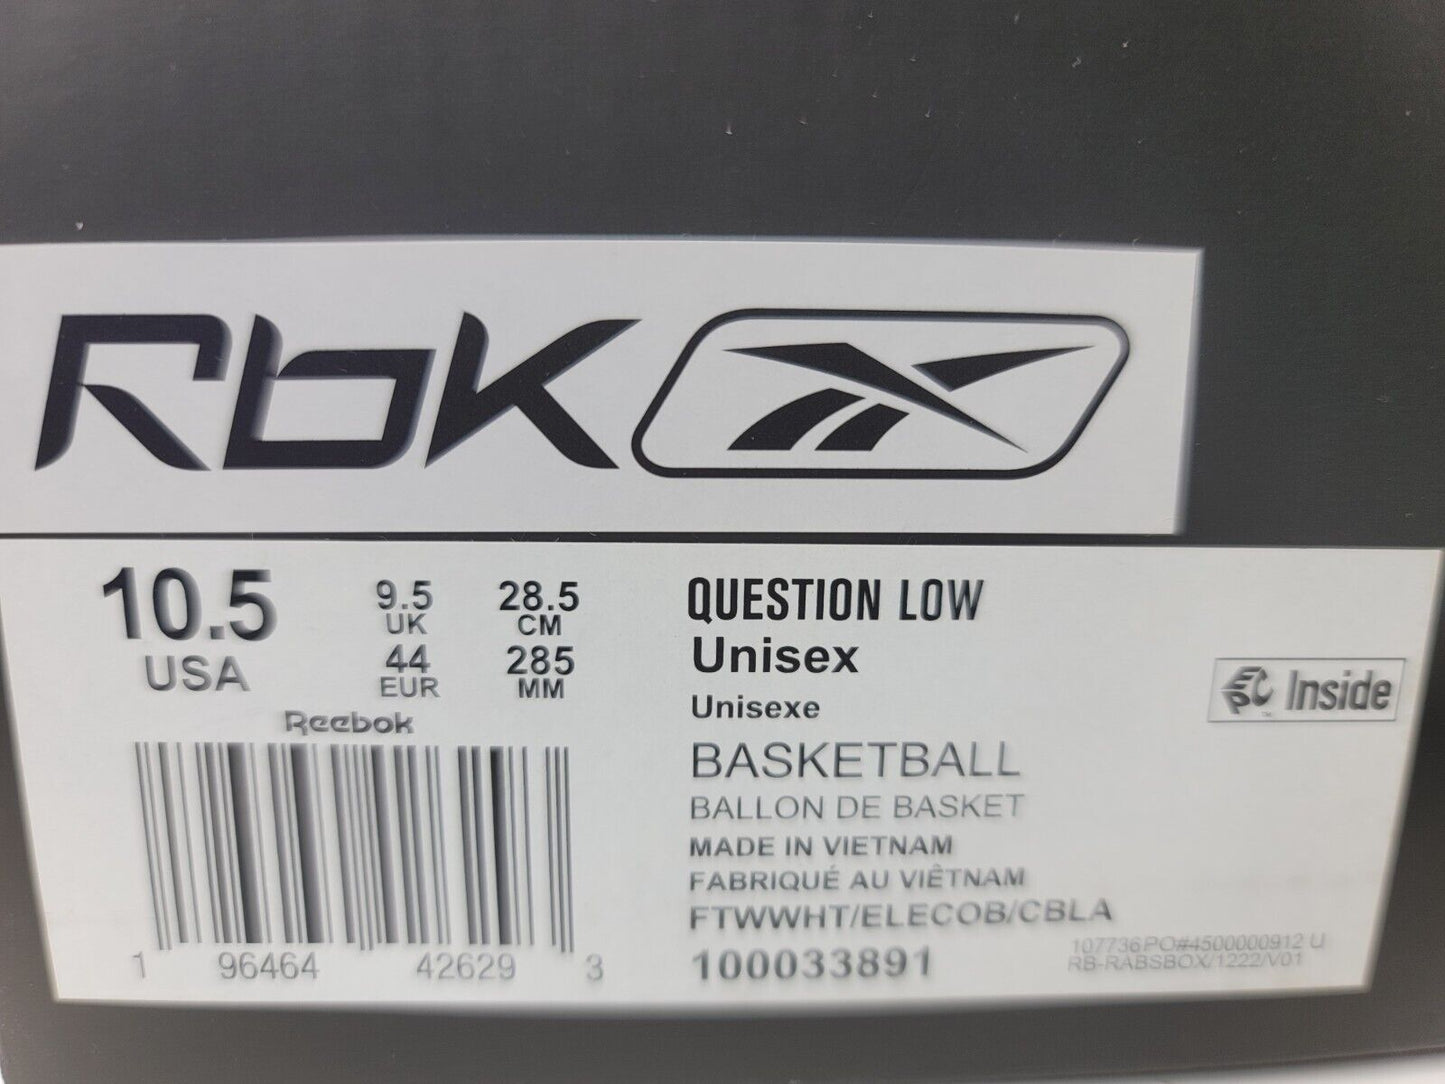 Rbk
10.5
USA
9.5
UK
44
EUR
28.5
CM
285
MM
Reebok
1 96464 42629 3
QUESTION LOW
Unisex
Unisexe
BASKETBALL
BALLON DE BASKET
MADE IN VIETNAM
FABRIQUÉ AU VIÊTNAM
FTWWHT/ELECOB/CBLA
100033891
Inside
107736 PO#4500000912 U
RB-RABSBOX/1222/V01